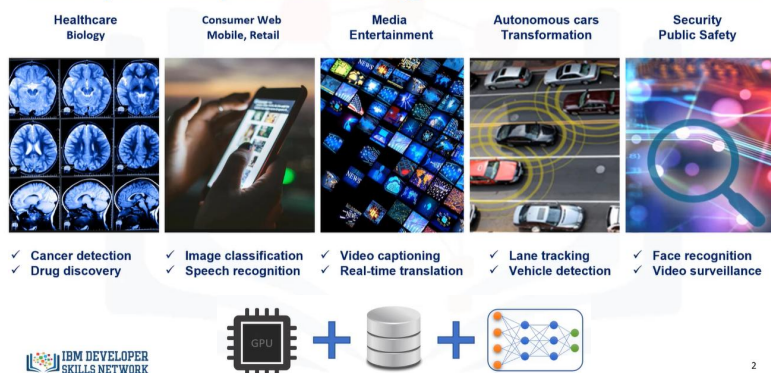 Healthcare
Biology
Consumer Web
Mobile, Retail
Media
Entertainment
Autonomous cars
Transformation
Security
Public Safety
NEWS
NEWS
✓ Cancer detection
✓ Drug discovery
✓ Image classification
✓ Speech recognition
✓ Video captioning
✓ Real-time translation
✓ Lane tracking
✓ Vehicle detection
✓ Face recognition
✓ Video surveillance
GPU
IBM DEVELOPER
SKILLS NETWORK
2